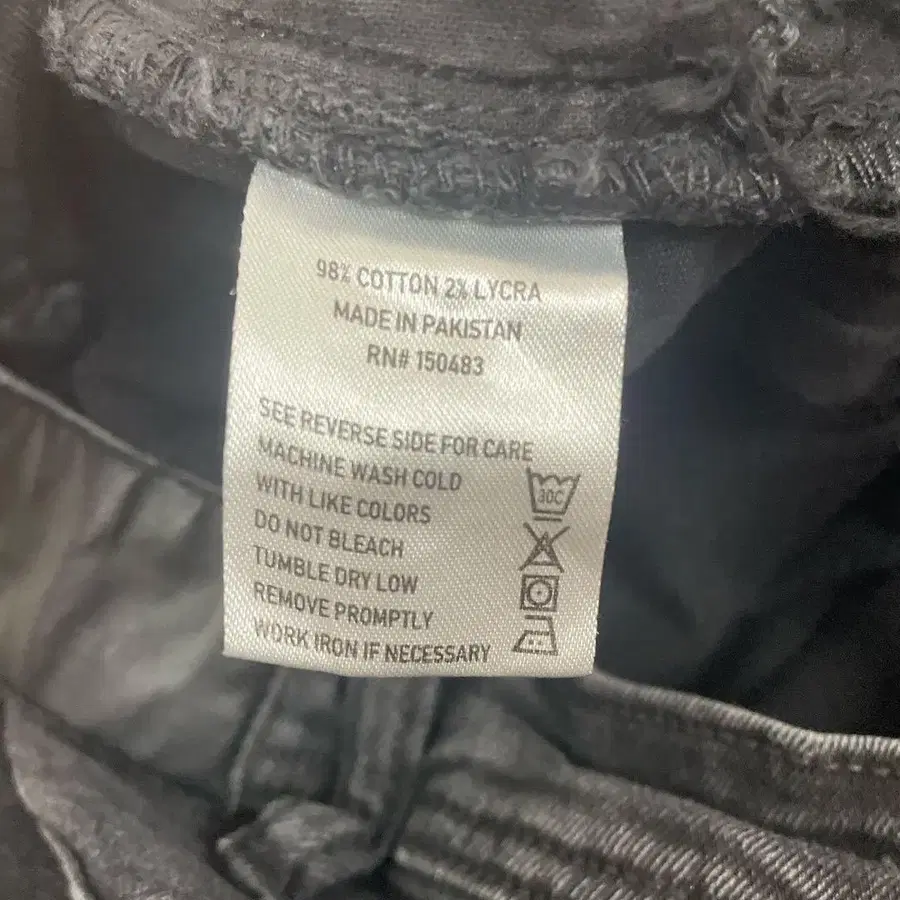 98% COTTON 2% LYCRA
MADE IN PAKISTAN
RN# 150483
SEE REVERSE SIDE FOR CARE
MACHINE WASH COLD
WITH LIKE COLORS
DO NOT BLEACH
TUMBLE DRY LOW
REMOVE PROMPTLY
WORK IRON IF NECESSARY
30C